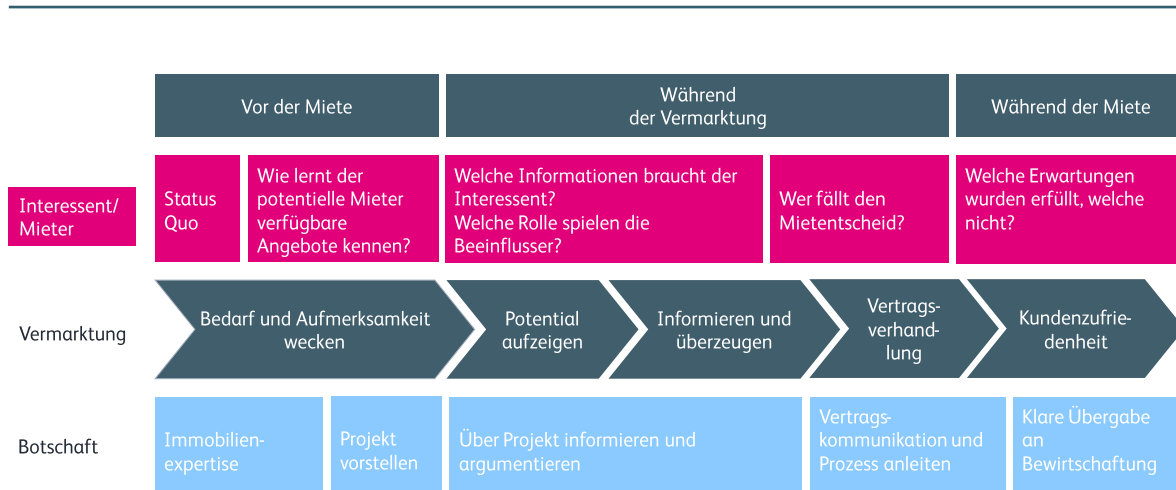 Vor der Miete
Während
der Vermarktung
Während der Miete
Interessent/
Mieter
Status
Quo
Wie lernt der
potentielle Mieter
verfügbare
Angebote kennen?
Welche Informationen braucht der
Interessent?
Welche Rolle spielen die
Beeinflusser?
Wer fällt den
Mietentscheid?
Welche Erwartungen
wurden erfüllt, welche
nicht?
Vermarktung
Bedarf und Aufmerksamkeit
wecken
Potential
aufzeigen
Informieren und
überzeugen
Vertrags-
verhand-
lung
Kundenzufrie-
denheit
Botschaft
Immobilien-
expertise
Projekt
vorstellen
Über Projekt informieren und
argumentieren
Vertrags-
kommunikation und
Prozess anleiten
Klare Übergabe
an
Bewirtschaftung